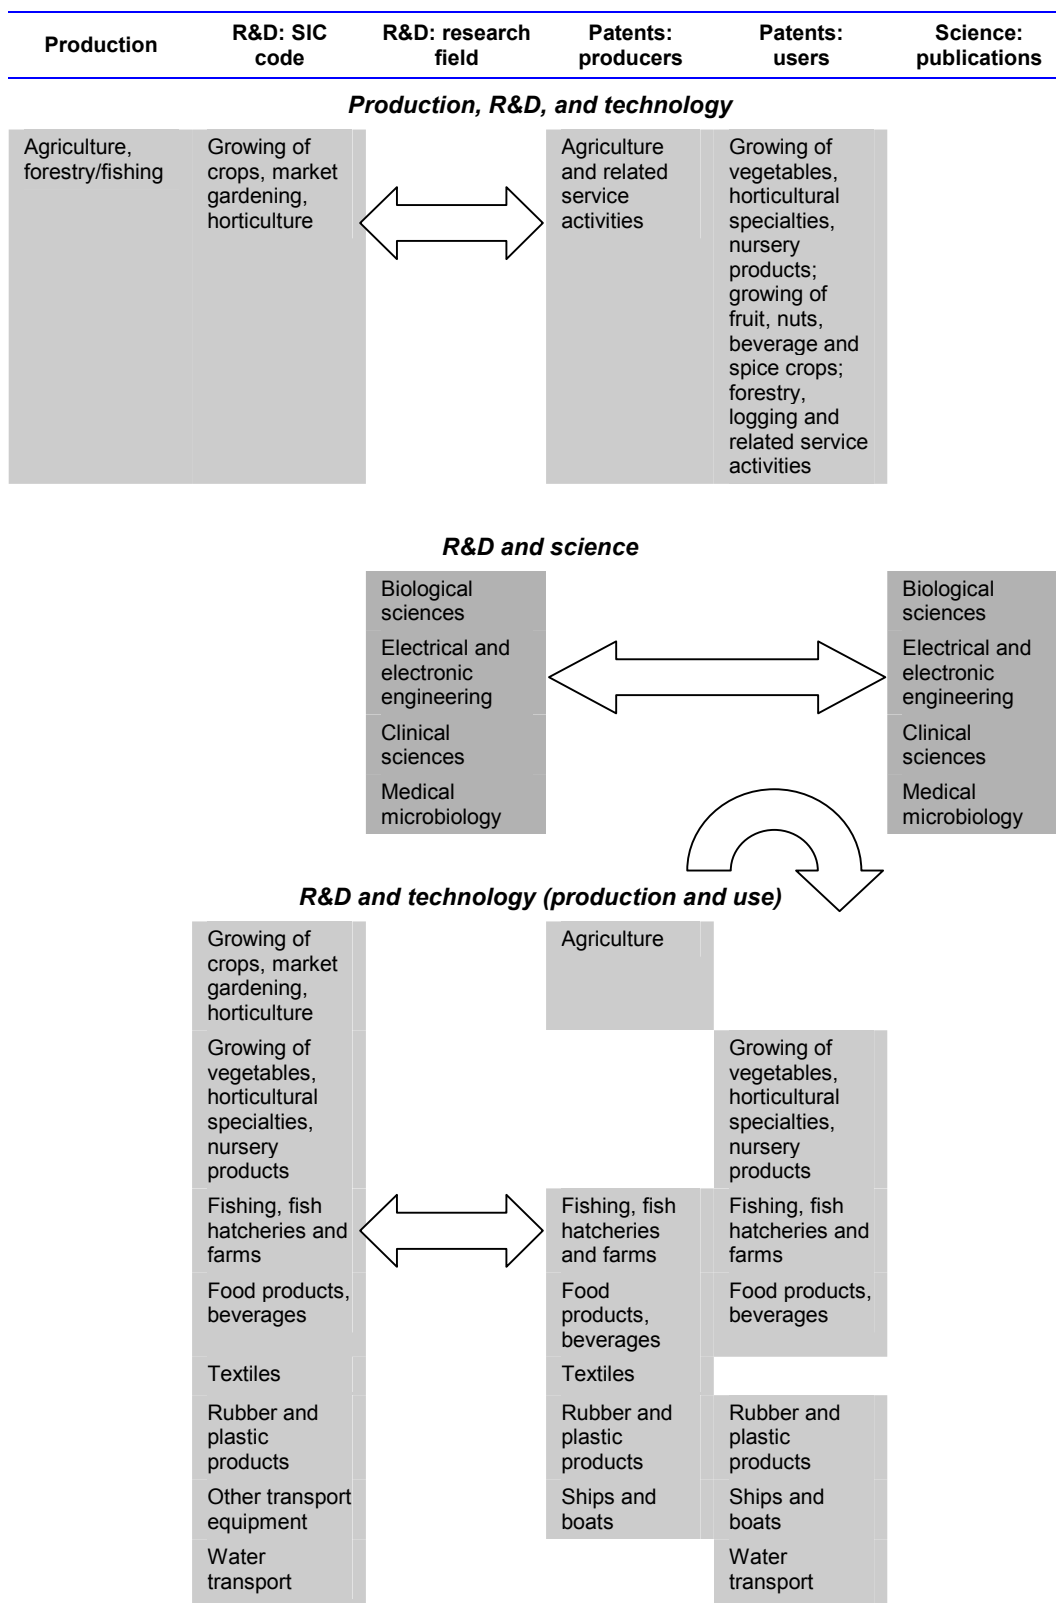 Production
R&D: SIC
code
R&D: research
field
Patents:
producers
Patents:
users
Science:
publications
Production, R&D, and technology
Agriculture,
forestry/fishing
Growing of
crops, market
gardening,
horticulture
Agriculture
and related
service
activities
Growing of
vegetables,
horticultural
specialties,
nursery
products;
growing of
fruit, nuts,
beverage and
spice crops;
forestry,
logging and
related service
activities
R&D and science
Biological
sciences
Biological
sciences
Electrical and
electronic
engineering
Electrical and
electronic
engineering
Clinical
sciences
Clinical
sciences
Medical
microbiology
Medical
microbiology
R&D and technology (production and use)
Growing of
crops, market
gardening,
horticulture
Agriculture
Growing of
vegetables,
horticultural
specialties,
nursery
products
Growing of
vegetables,
horticultural
specialties,
nursery
products
Fishing, fish
hatcheries and
farms
Fishing, fish
hatcheries
and farms
Fishing, fish
hatcheries and
farms
Food products,
beverages
Food
products,
beverages
Food products,
beverages
Textiles
Textiles
Rubber and
plastic
products
Rubber and
plastic
products
Rubber and
plastic
products
Other transport
equipment
Ships and
boats
Ships and
boats
Water
transport
Water
transport